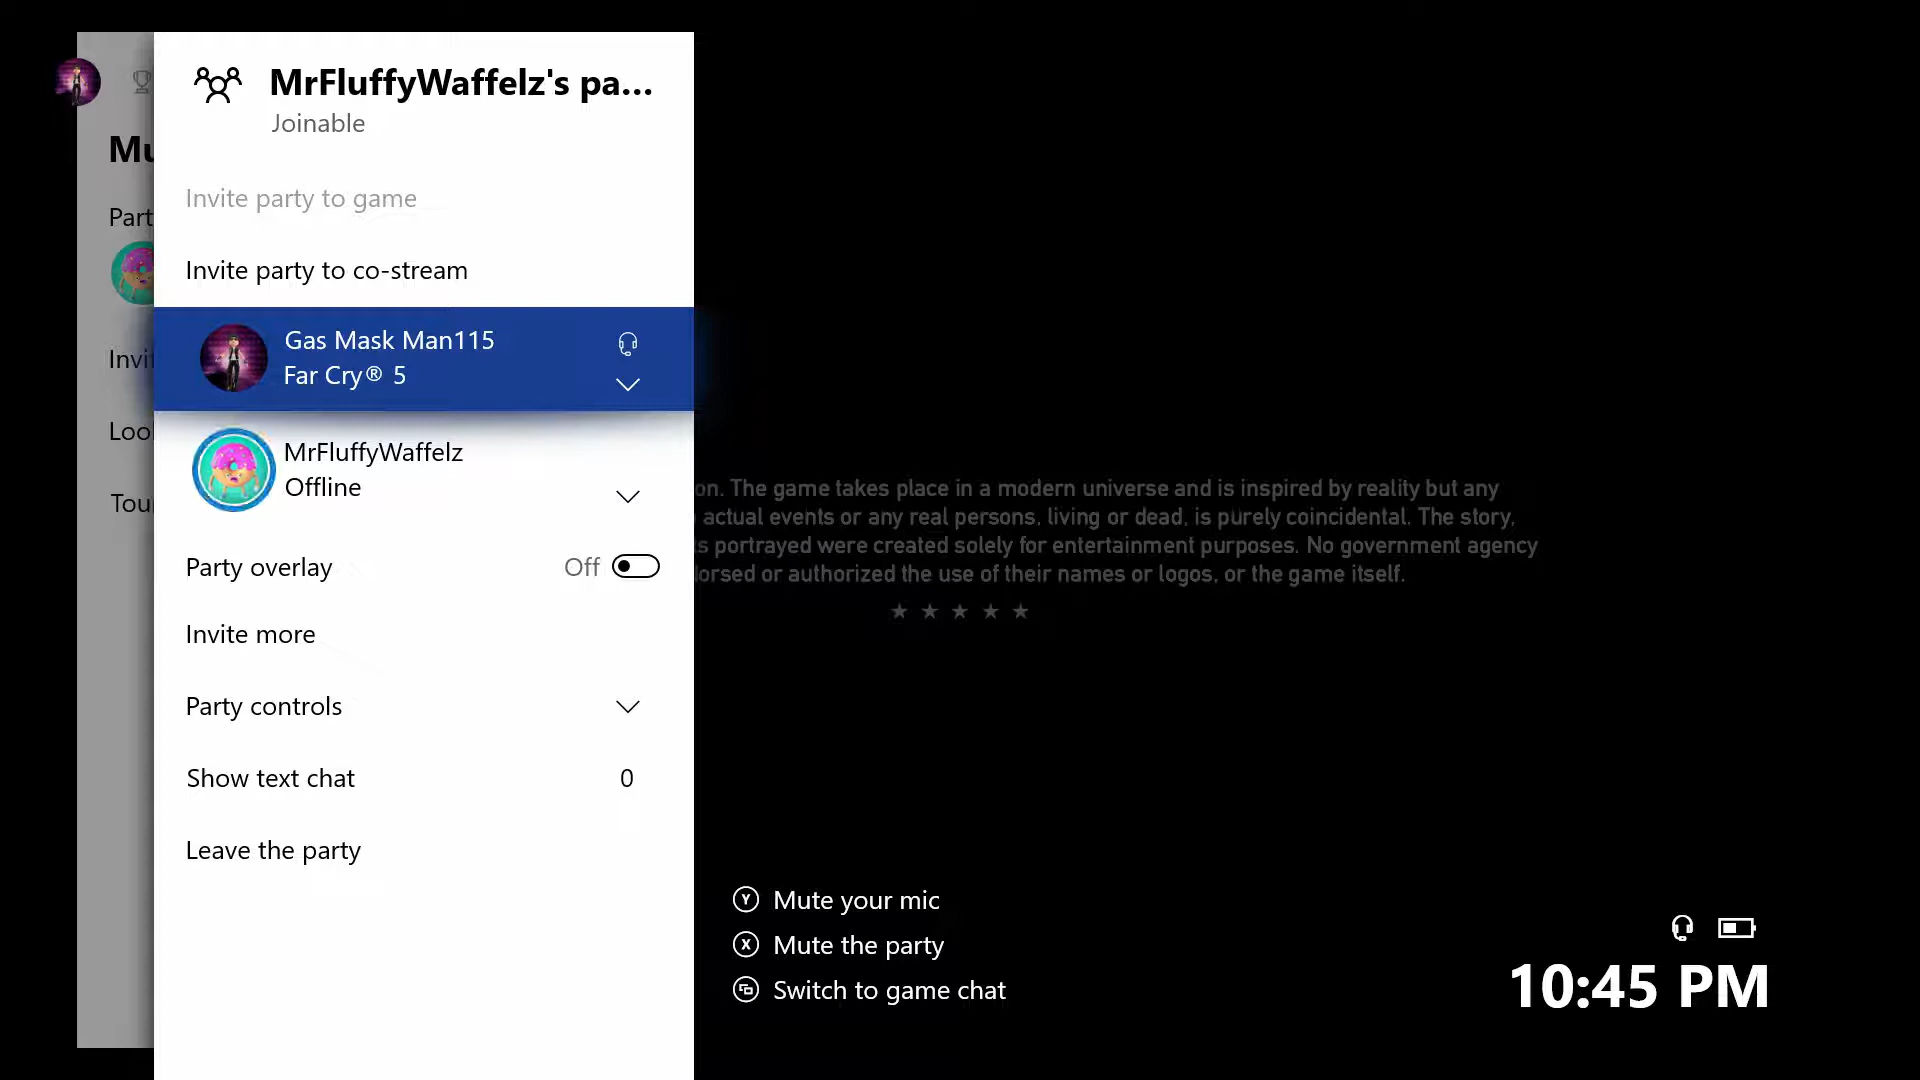 MrFluffyWaffelz's pa...
Joinable
Invite party to game
Invite party to co-stream
Gas Mask Man115
Far Cry® 5
MrFluffyWaffelz
Offline
Party overlay Off
Invite more
Party controls
Show text chat 0
Leave the party
Mu
Part
Invi
Loo
Tou
on. The game takes place in a modern universe and is inspired by reality but any
actual events or any real persons, living or dead, is purely coincidental. The story,
s portrayed were created solely for entertainment purposes. No government agency
orsed or authorized the use of their names or logos, or the game itself.
★ ★ ★ ★ ★
Y Mute your mic
X Mute the party
Switch to game chat
10:45 PM